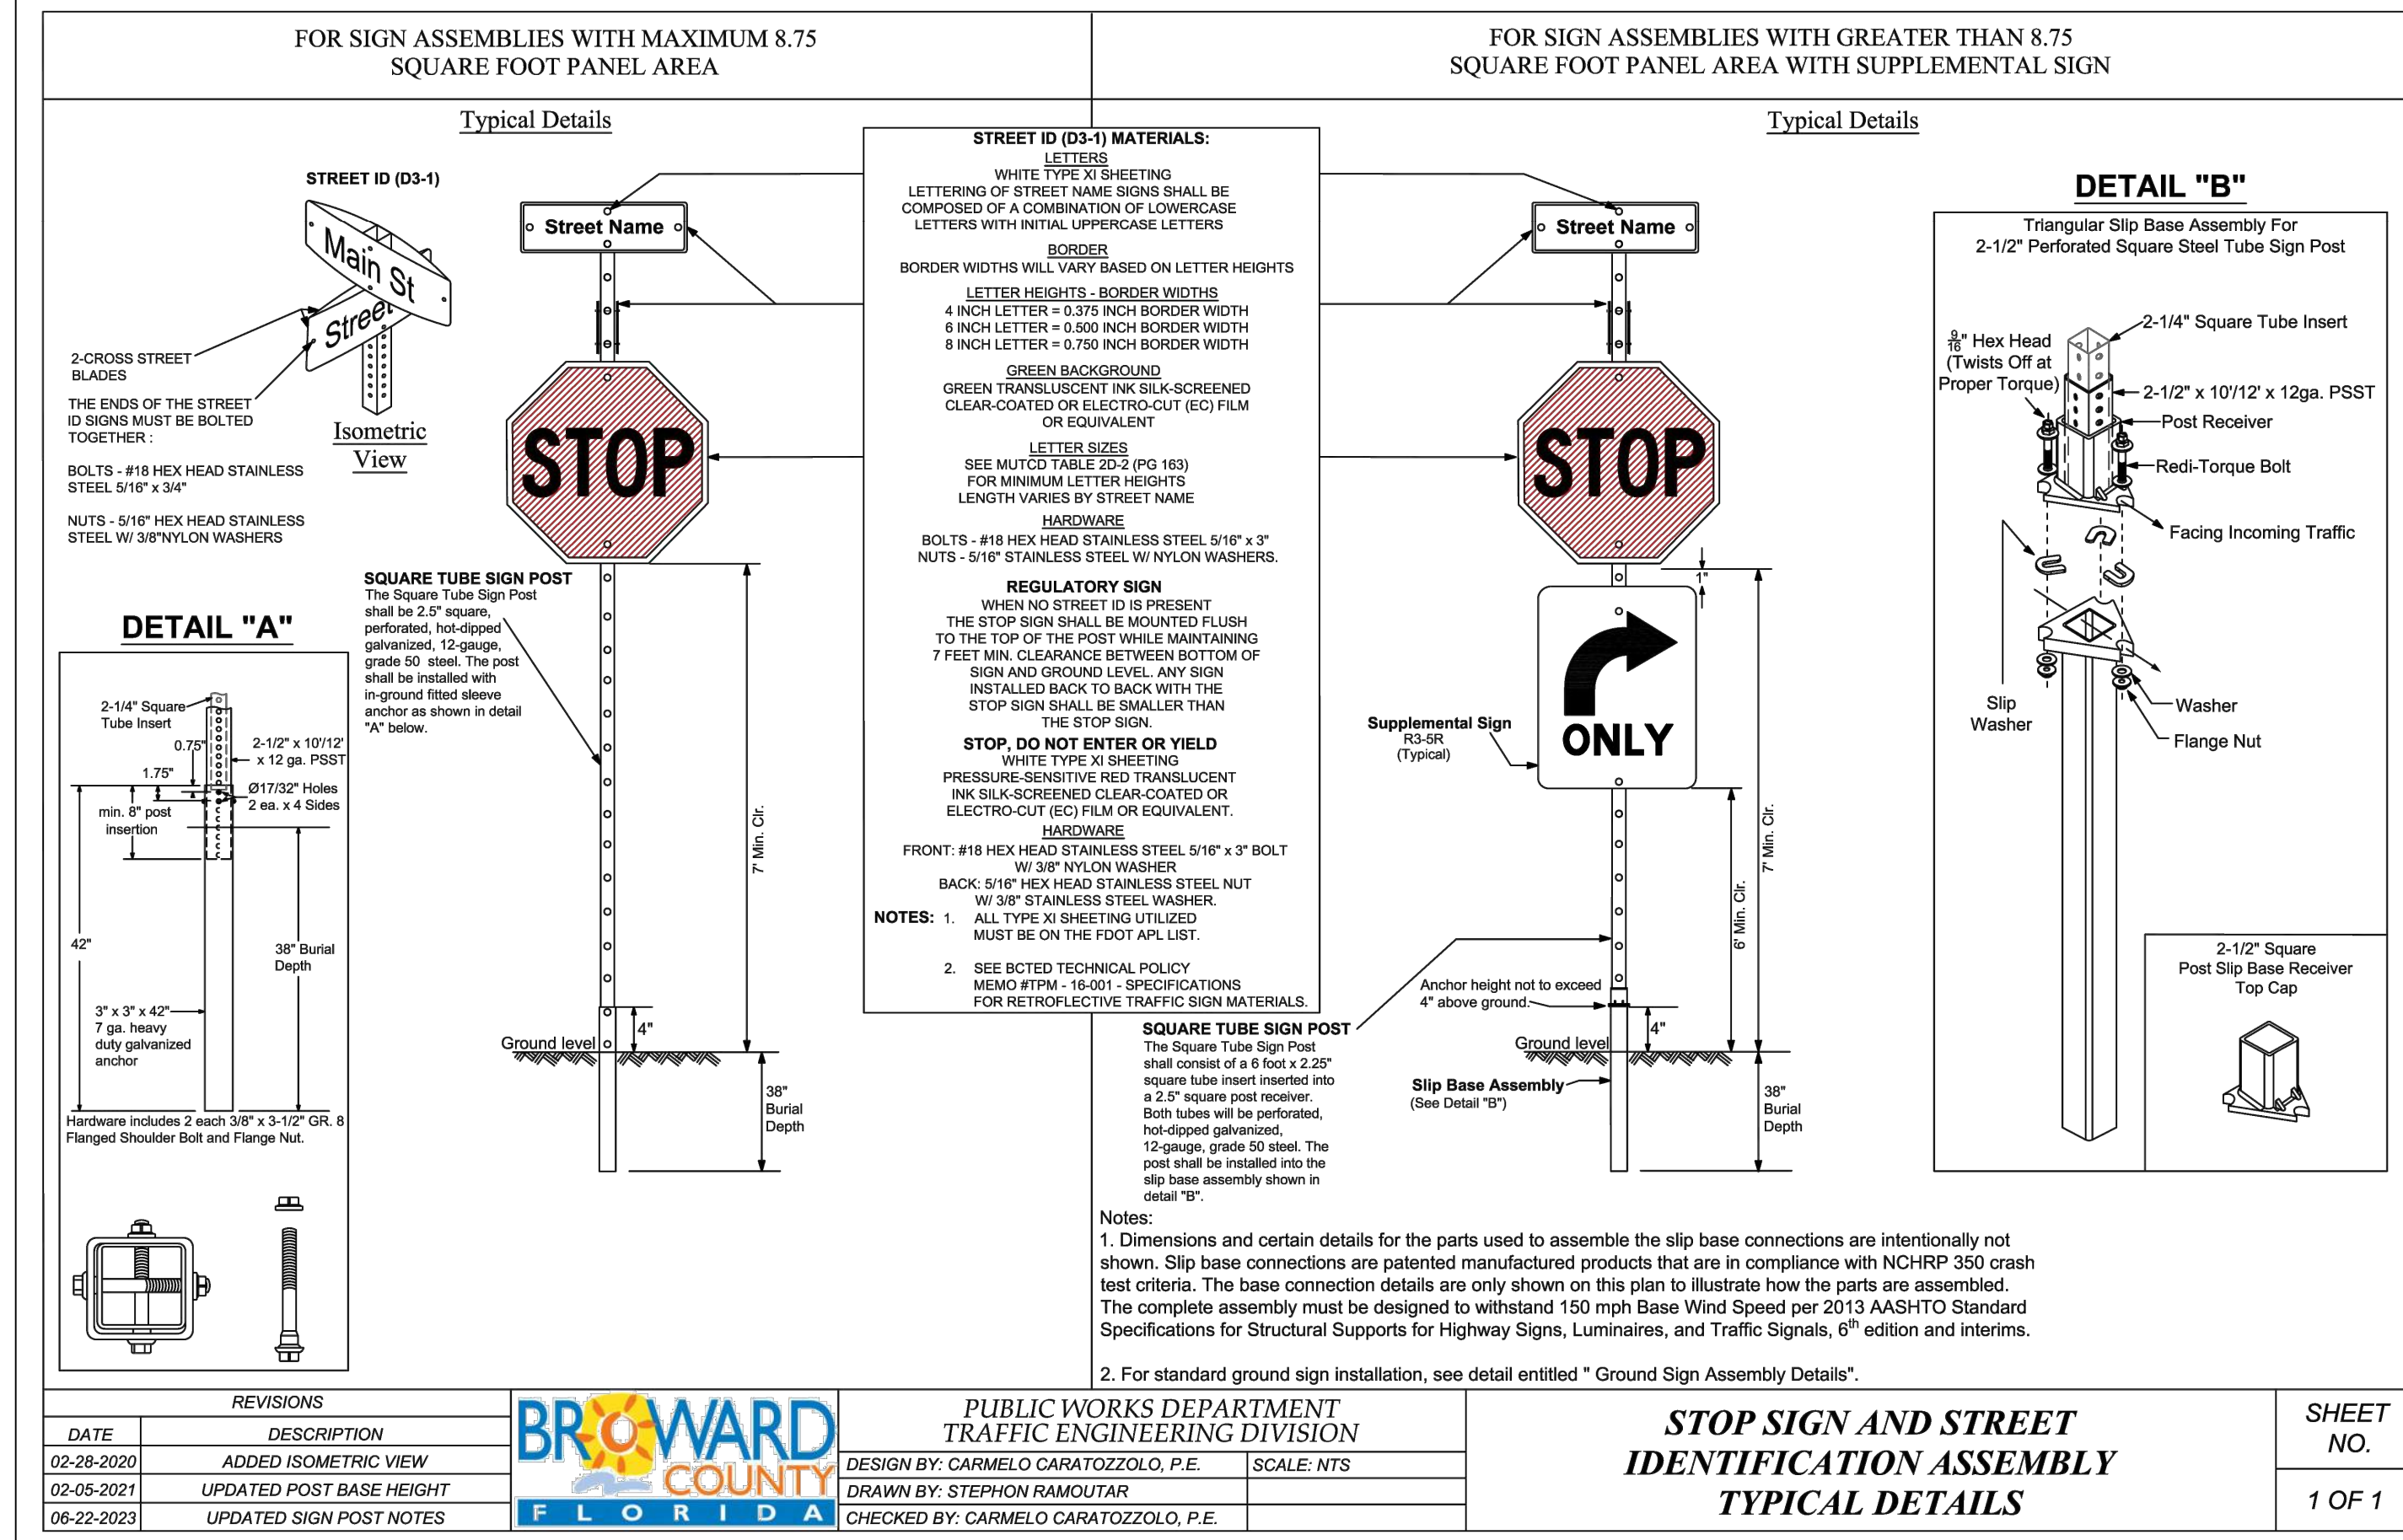 FOR SIGN ASSEMBLIES WITH MAXIMUM 8.75
SQUARE FOOT PANEL AREA
FOR SIGN ASSEMBLIES WITH GREATER THAN 8.75
SQUARE FOOT PANEL AREA WITH SUPPLEMENTAL SIGN
Typical Details
STREET ID (D3-1)
Main St
Street
2-CROSS STREET
BLADES
THE ENDS OF THE STREET
ID SIGNS MUST BE BOLTED
TOGETHER :
BOLTS - #18 HEX HEAD STAINLESS
STEEL 5/16" x 3/4"
NUTS - 5/16" HEX HEAD STAINLESS
STEEL W/ 3/8"NYLON WASHERS
Isometric
View
Street Name
STOP
SQUARE TUBE SIGN POST
The Square Tube Sign Post
shall be 2.5" square,
perforated, hot-dipped
galvanized, 12-gauge,
grade 50 steel. The post
shall be installed with
in-ground fitted sleeve
anchor as shown in detail
"A" below.
7' Min. Clr.
4"
Ground level
38"
Burial
Depth
DETAIL "A"
2-1/4" Square
Tube Insert
0.75"
2-1/2" x 10'/12'
x 12 ga. PSST
1.75"
Ø17/32" Holes
2 ea. x 4 Sides
min. 8" post
insertion
42"
38" Burial
Depth
3" x 3" x 42"
7 ga. heavy
duty galvanized
anchor
Hardware includes 2 each 3/8" x 3-1/2" GR. 8
Flanged Shoulder Bolt and Flange Nut.
STREET ID (D3-1) MATERIALS:
LETTERS
WHITE TYPE XI SHEETING
LETTERING OF STREET NAME SIGNS SHALL BE
COMPOSED OF A COMBINATION OF LOWERCASE
LETTERS WITH INITIAL UPPERCASE LETTERS
BORDER
BORDER WIDTHS WILL VARY BASED ON LETTER HEIGHTS
LETTER HEIGHTS - BORDER WIDTHS
4 INCH LETTER = 0.375 INCH BORDER WIDTH
6 INCH LETTER = 0.500 INCH BORDER WIDTH
8 INCH LETTER = 0.750 INCH BORDER WIDTH
GREEN BACKGROUND
GREEN TRANSLUSCENT INK SILK-SCREENED
CLEAR-COATED OR ELECTRO-CUT (EC) FILM
OR EQUIVALENT
LETTER SIZES
SEE MUTCD TABLE 2D-2 (PG 163)
FOR MINIMUM LETTER HEIGHTS
LENGTH VARIES BY STREET NAME
HARDWARE
BOLTS - #18 HEX HEAD STAINLESS STEEL 5/16" x 3"
NUTS - 5/16" STAINLESS STEEL W/ NYLON WASHERS.
REGULATORY SIGN
WHEN NO STREET ID IS PRESENT
THE STOP SIGN SHALL BE MOUNTED FLUSH
TO THE TOP OF THE POST WHILE MAINTAINING
7 FEET MIN. CLEARANCE BETWEEN BOTTOM OF
SIGN AND GROUND LEVEL. ANY SIGN
INSTALLED BACK TO BACK WITH THE
STOP SIGN SHALL BE SMALLER THAN
THE STOP SIGN.
STOP, DO NOT ENTER OR YIELD
WHITE TYPE XI SHEETING
PRESSURE-SENSITIVE RED TRANSLUCENT
INK SILK-SCREENED CLEAR-COATED OR
ELECTRO-CUT (EC) FILM OR EQUIVALENT.
HARDWARE
FRONT: #18 HEX HEAD STAINLESS STEEL 5/16" x 3" BOLT
W/ 3/8" NYLON WASHER
BACK: 5/16" HEX HEAD STAINLESS STEEL NUT
W/ 3/8" STAINLESS STEEL WASHER.
NOTES: 1. ALL TYPE XI SHEETING UTILIZED
MUST BE ON THE FDOT APL LIST.
2. SEE BCTED TECHNICAL POLICY
MEMO #TPM - 16-001 - SPECIFICATIONS
FOR RETROFLECTIVE TRAFFIC SIGN MATERIALS.
Typical Details
Street Name
STOP
1"
ONLY
Supplemental Sign
R3-5R
(Typical)
6' Min. Clr.
7' Min. Clr.
Anchor height not to exceed
4" above ground.
4"
Ground level
Slip Base Assembly
(See Detail "B")
38"
Burial
Depth
SQUARE TUBE SIGN POST
The Square Tube Sign Post
shall consist of a 6 foot x 2.25"
square tube insert inserted into
a 2.5" square post receiver.
Both tubes will be perforated,
hot-dipped galvanized,
12-gauge, grade 50 steel. The
post shall be installed into the
slip base assembly shown in
detail "B".
DETAIL "B"
Triangular Slip Base Assembly For
2-1/2" Perforated Square Steel Tube Sign Post
2-1/4" Square Tube Insert
9/16" Hex Head
(Twists Off at
Proper Torque)
2-1/2" x 10'/12' x 12ga. PSST
Post Receiver
Redi-Torque Bolt
Facing Incoming Traffic
Slip
Washer
Washer
Flange Nut
2-1/2" Square
Post Slip Base Receiver
Top Cap
Notes:
1. Dimensions and certain details for the parts used to assemble the slip base connections are intentionally not
shown. Slip base connections are patented manufactured products that are in compliance with NCHRP 350 crash
test criteria. The base connection details are only shown on this plan to illustrate how the parts are assembled.
The complete assembly must be designed to withstand 150 mph Base Wind Speed per 2013 AASHTO Standard
Specifications for Structural Supports for Highway Signs, Luminaires, and Traffic Signals, 6th edition and interims.
2. For standard ground sign installation, see detail entitled " Ground Sign Assembly Details".
REVISIONS
DATE DESCRIPTION
02-28-2020 ADDED ISOMETRIC VIEW
02-05-2021 UPDATED POST BASE HEIGHT
06-22-2023 UPDATED SIGN POST NOTES
BROWARD
COUNTY
FLORIDA
PUBLIC WORKS DEPARTMENT
TRAFFIC ENGINEERING DIVISION
DESIGN BY: CARMELO CARATOZZOLO, P.E. SCALE: NTS
DRAWN BY: STEPHON RAMOUTAR
CHECKED BY: CARMELO CARATOZZOLO, P.E.
STOP SIGN AND STREET
IDENTIFICATION ASSEMBLY
TYPICAL DETAILS
SHEET
NO.
1 OF 1